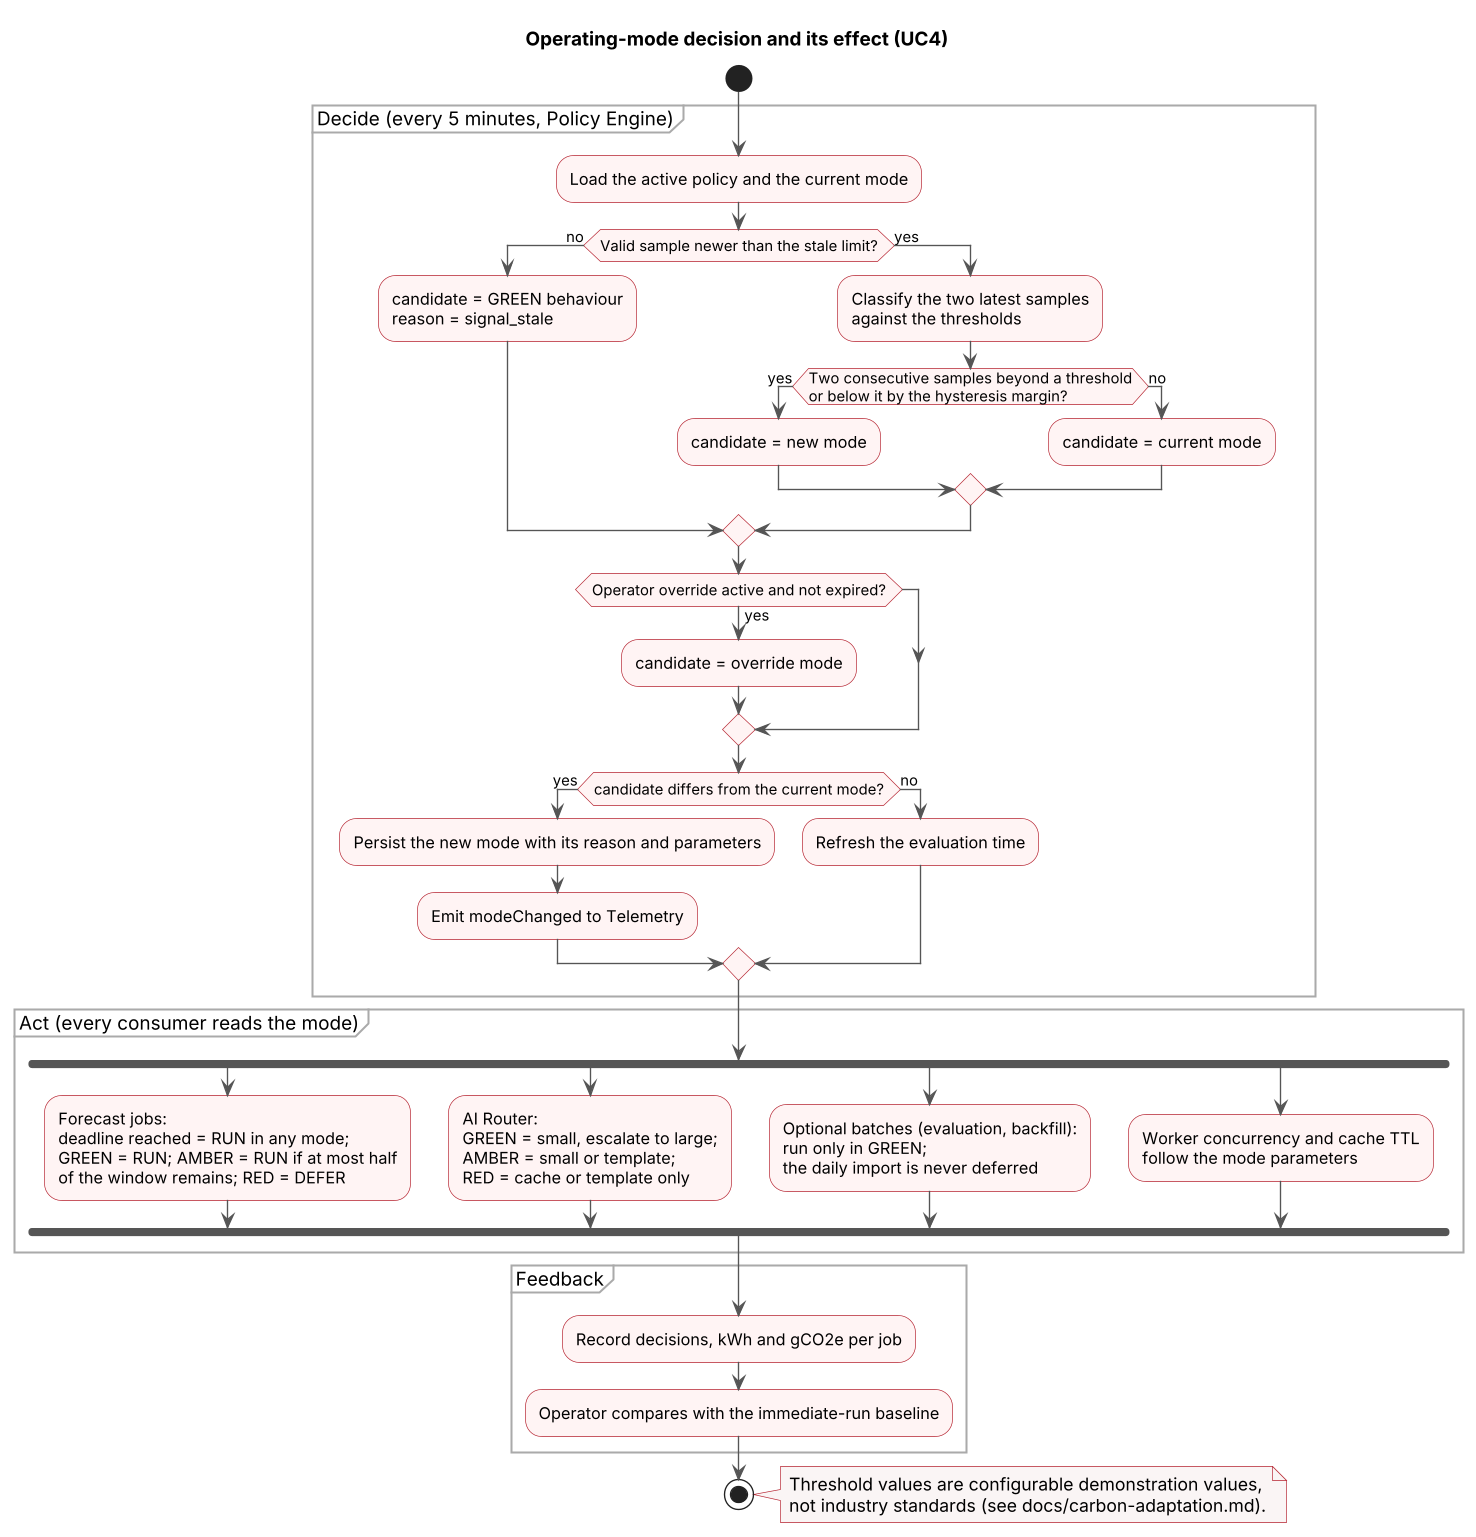 Operating-mode decision and its effect (UC4)
Decide (every 5 minutes, Policy Engine)
Load the active policy and the current mode
no
Valid sample newer than the stale limit?
yes
candidate = GREEN behaviour
reason = signal_stale
Classify the two latest samples
against the thresholds
yes
Two consecutive samples beyond a threshold
or below it by the hysteresis margin?
no
candidate = new mode
candidate = current mode
Operator override active and not expired?
yes
candidate = override mode
yes
candidate differs from the current mode?
no
Persist the new mode with its reason and parameters
Refresh the evaluation time
Emit modeChanged to Telemetry
Act (every consumer reads the mode)
Forecast jobs:
deadline reached = RUN in any mode;
GREEN = RUN; AMBER = RUN if at most half
of the window remains; RED = DEFER
AI Router:
GREEN = small, escalate to large;
AMBER = small or template;
RED = cache or template only
Optional batches (evaluation, backfill):
run only in GREEN;
the daily import is never deferred
Worker concurrency and cache TTL
follow the mode parameters
Feedback
Record decisions, kWh and gCO2e per job
Operator compares with the immediate-run baseline
Threshold values are configurable demonstration values,
not industry standards (see docs/carbon-adaptation.md).